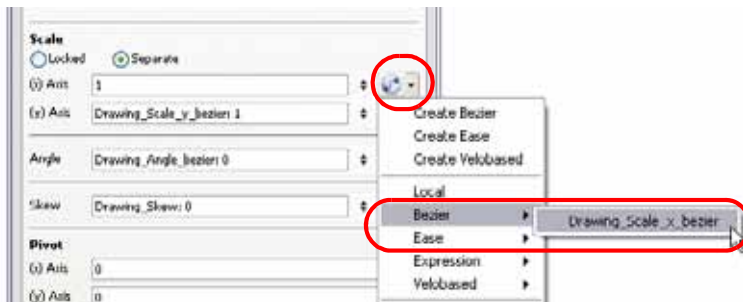 Scale
Locked Separate
(x) Axis 1
(y) Axis Drawing_Scale_y_bezier: 1
Angle Drawing_Angle_bezier: 0
Skew Drawing_Skew: 0
Pivot
(x) Axis 0
(y) Axis 0
Create Bezier
Create Ease
Create Velobased
Local
Bezier Drawing_Scale_x_bezier
Ease
Expression
Velobased